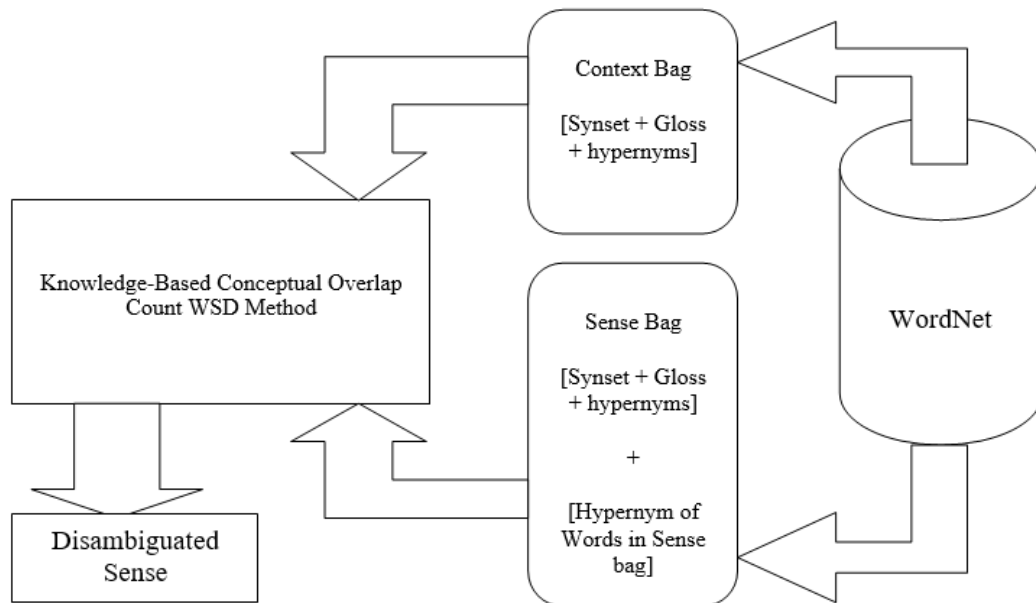 Context Bag
[Synset + Gloss
+ hypernyms]
Knowledge-Based Conceptual Overlap
Count WSD Method
Sense Bag
[Synset + Gloss
+ hypernyms]
+
[Hypernym of
Words in Sense
bag]
WordNet
Disambiguated
Sense